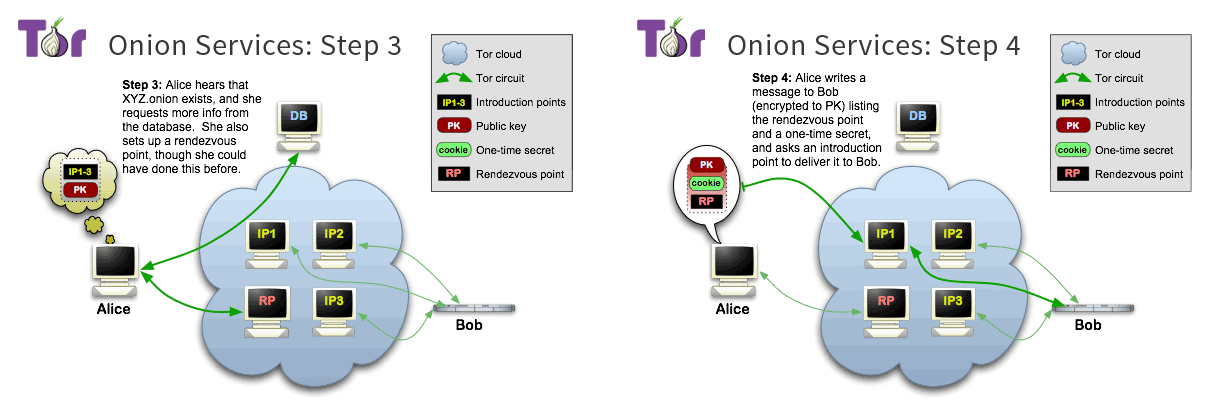 Tor
Onion Services: Step 3
Step 3: Alice hears that
XYZ.onion exists, and she
requests more info from
the database. She also
sets up a rendezvous
point, though she could
have done this before.
Tor cloud
Tor circuit
IP1-3 Introduction points
PK Public key
cookie One-time secret
RP Rendezvous point
DB
IP1-3
PK
IP1
IP2
RP
IP3
Alice
Bob
Tor
Onion Services: Step 4
Step 4: Alice writes a
message to Bob
(encrypted to PK) listing
the rendezvous point
and a one-time secret,
and asks an introduction
point to deliver it to Bob.
Tor cloud
Tor circuit
IP1-3 Introduction points
PK Public key
cookie One-time secret
RP Rendezvous point
DB
PK
cookie
RP
IP1
IP2
RP
IP3
Alice
Bob